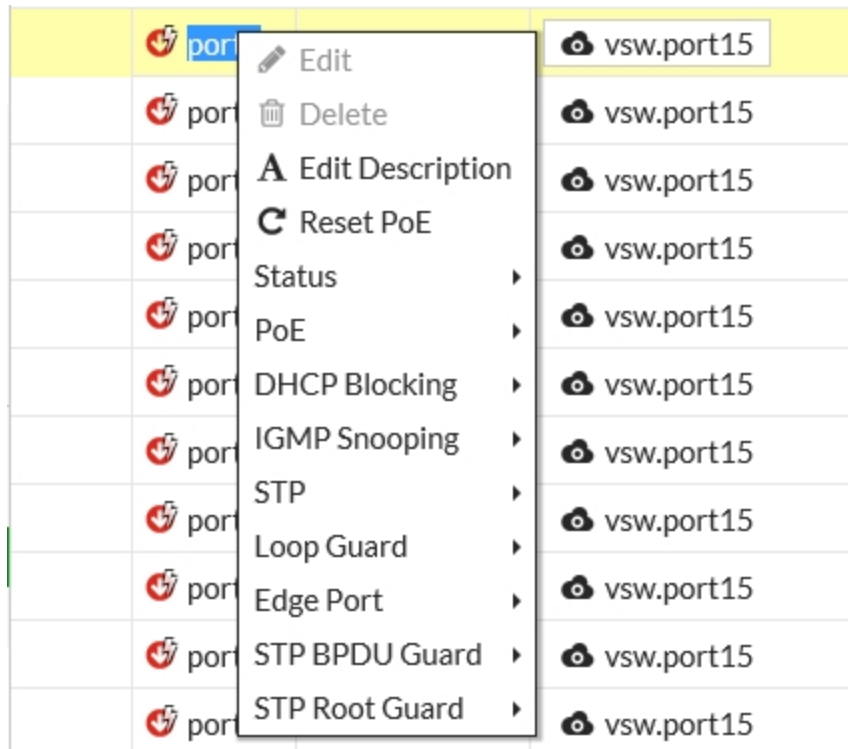 port vsw.port15
Edit
Delete
port vsw.port15
Edit Description
port vsw.port15
Reset PoE
port vsw.port15
Status
port vsw.port15
PoE
port vsw.port15
DHCP Blocking
port vsw.port15
IGMP Snooping
port vsw.port15
STP
port vsw.port15
Loop Guard
port vsw.port15
Edge Port
port vsw.port15
STP BPDU Guard
STP Root Guard
port vsw.port15